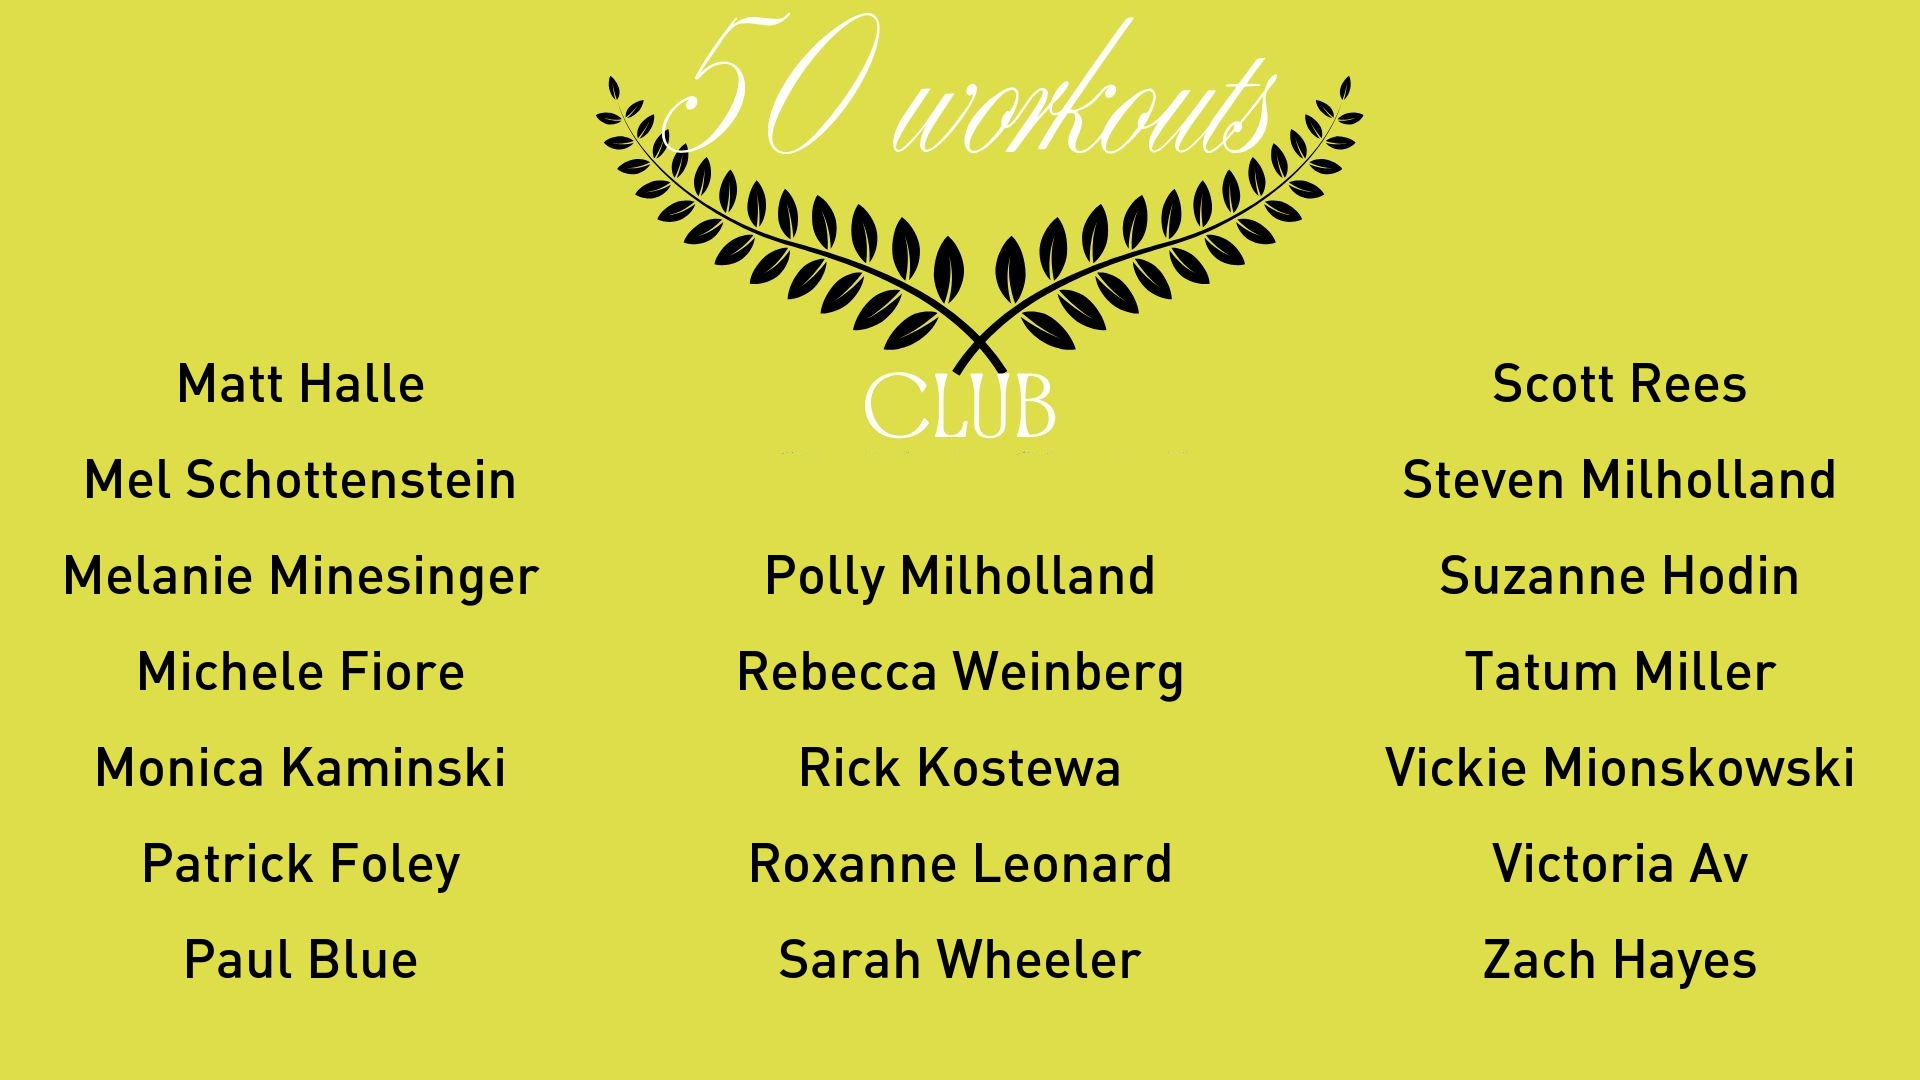 50 workouts
CLUB
Matt Halle
Mel Schottenstein
Melanie Minesinger
Michele Fiore
Monica Kaminski
Patrick Foley
Paul Blue
Polly Milholland
Rebecca Weinberg
Rick Kostewa
Roxanne Leonard
Sarah Wheeler
Scott Rees
Steven Milholland
Suzanne Hodin
Tatum Miller
Vickie Mionskowski
Victoria Av
Zach Hayes